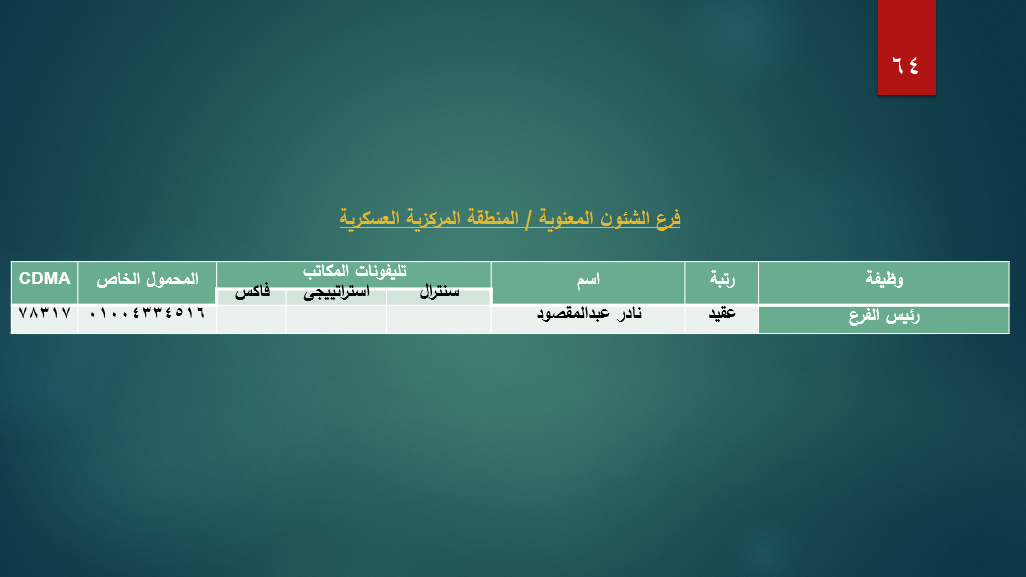 ٦٤
فرع الشئون المعنوية / المنطقة المركزية العسكرية
وظيفة رتبة اسم تليفونات المكاتب المحمول الخاص CDMA
سنترال استراتييجى فاكس
رئيس الفرع عقيد نادر عبدالمقصود ٠١٠٠٤٣٣٤٥١٦ ٧٨٣١٧